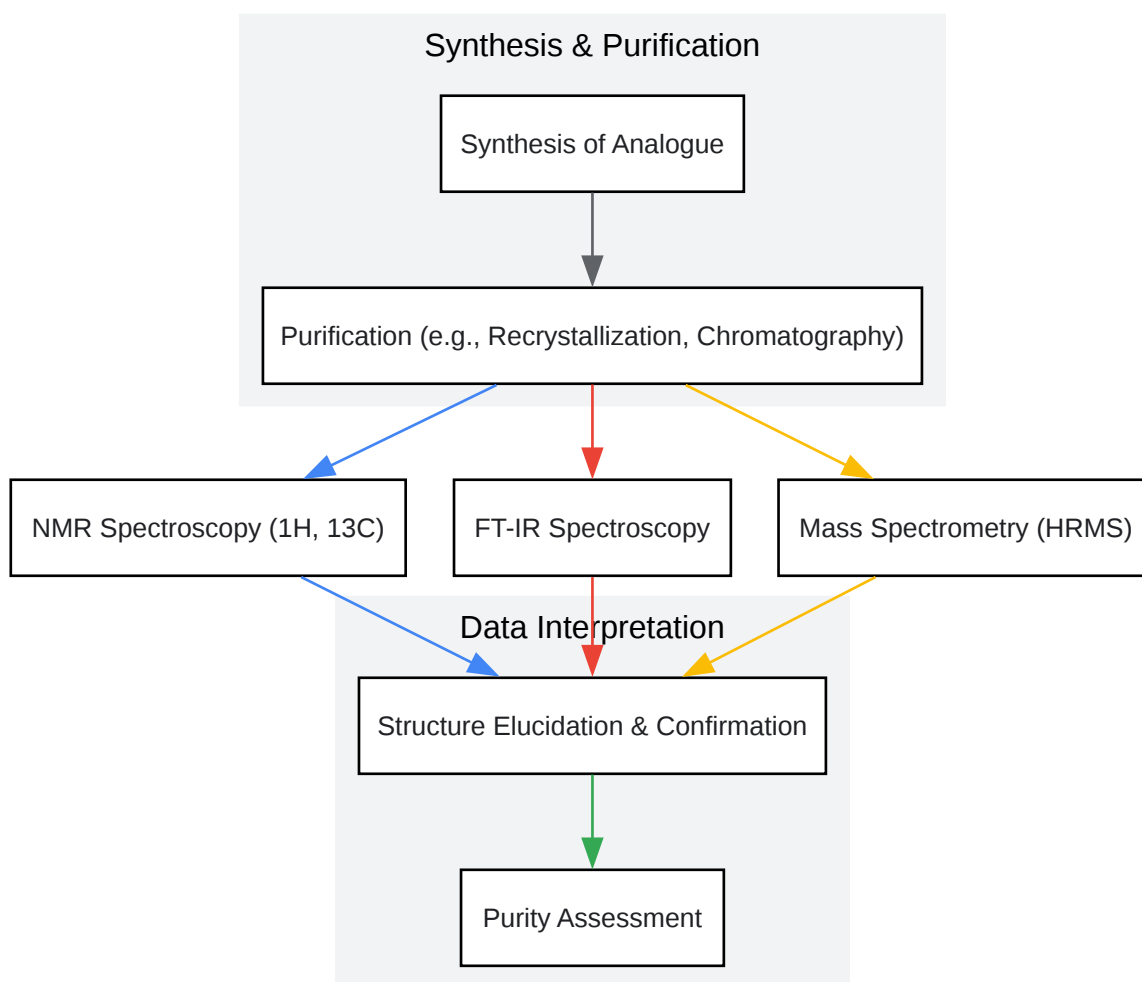 Synthesis & Purification
Synthesis of Analogue
Purification (e.g., Recrystallization, Chromatography)
NMR Spectroscopy (1H, 13C)
FT-IR Spectroscopy
Mass Spectrometry (HRMS)
Data Interpretation
Structure Elucidation & Confirmation
Purity Assessment